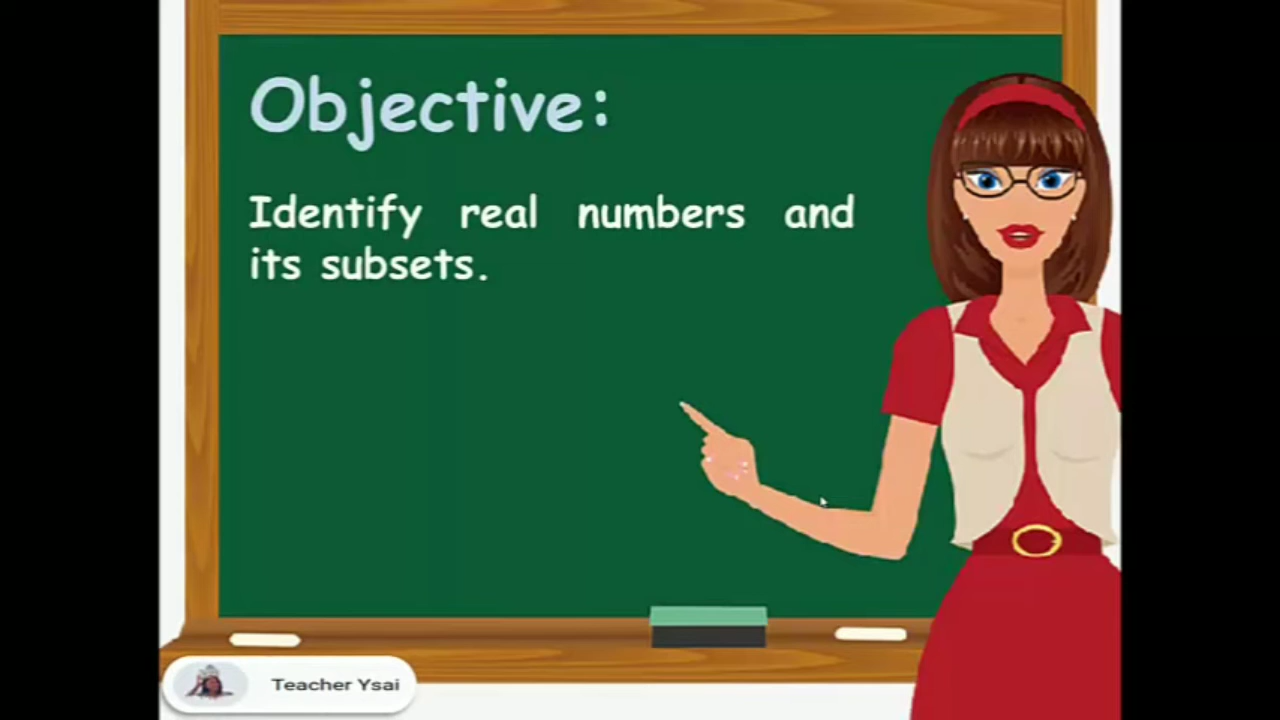 Objective:
Identify real numbers and
its subsets.
Teacher Ysai